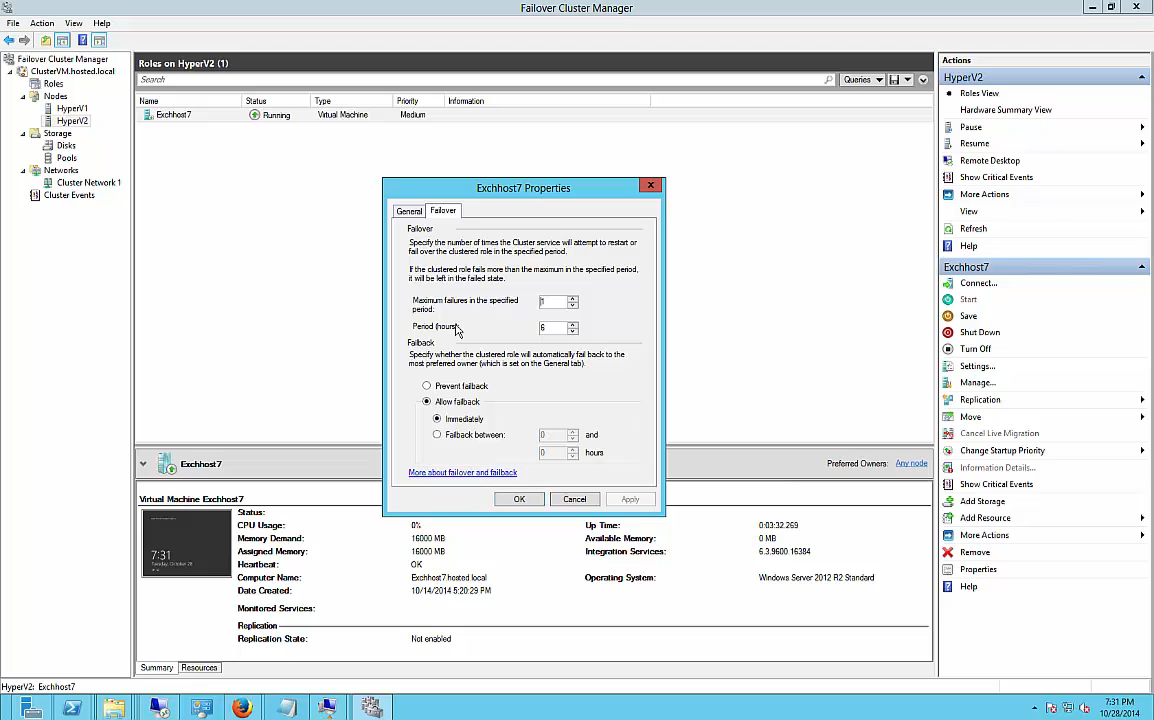 Failover Cluster Manager
File Action View Help
Failover Cluster Manager
ClusterVM.hosted.local
Roles
Nodes
HyperV1
HyperV2
Storage
Disks
Pools
Networks
Cluster Network 1
Cluster Events
Roles on HyperV2 (1)
Search
Queries
Name Status Type Priority Information
Exchhost7 Running Virtual Machine Medium
Exchhost7 Properties
General Failover
Failover
Specify the number of times the Cluster service will attempt to restart or
fail over the clustered role in the specified period.
If the clustered role fails more than the maximum in the specified period,
it will be left in the failed state.
Maximum failures in the specified
period:
1
Period (hours
6
Failback
Specify whether the clustered role will automatically fail back to the
most preferred owner (which is set on the General tab).
Prevent failback
Allow failback
Immediately
Failback between: 0 and
0 hours
More about failover and failback
OK Cancel Apply
Exchhost7 Preferred Owners: Any node
Virtual Machine Exchhost7
7:31
Tuesday, October 28
Status:
CPU Usage: 0% Up Time: 0:03:32.269
Memory Demand: 16000 MB Available Memory: 0 MB
Assigned Memory: 16000 MB Integration Services: 6.3.9600.16384
Heartbeat: OK
Computer Name: Exchhost7.hosted.local Operating System: Windows Server 2012 R2 Standard
Date Created: 10/14/2014 5:20:29 PM
Monitored Services:
Replication
Replication State: Not enabled
Summary Resources
Actions
HyperV2
Roles View
Hardware Summary View
Pause
Resume
Remote Desktop
Show Critical Events
More Actions
View
Refresh
Help
Exchhost7
Connect...
Start
Save
Shut Down
Turn Off
Settings...
Manage...
Replication
Move
Cancel Live Migration
Change Startup Priority
Information Details...
Show Critical Events
Add Storage
Add Resource
More Actions
Remove
Properties
Help
HyperV2: Exchhost7
7:31 PM
10/28/2014